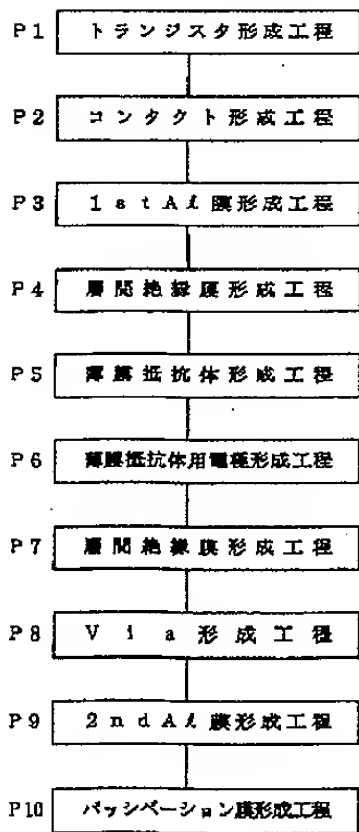 P1 トランジスタ形成工程
P2 コンタクト形成工程
P3 1stAℓ膜形成工程
P4 層間絶縁膜形成工程
P5 薄膜抵抗体形成工程
P6 薄膜抵抗体用電極形成工程
P7 層間絶縁膜形成工程
P8 Via形成工程
P9 2ndAℓ膜形成工程
P10 パッシベーション膜形成工程